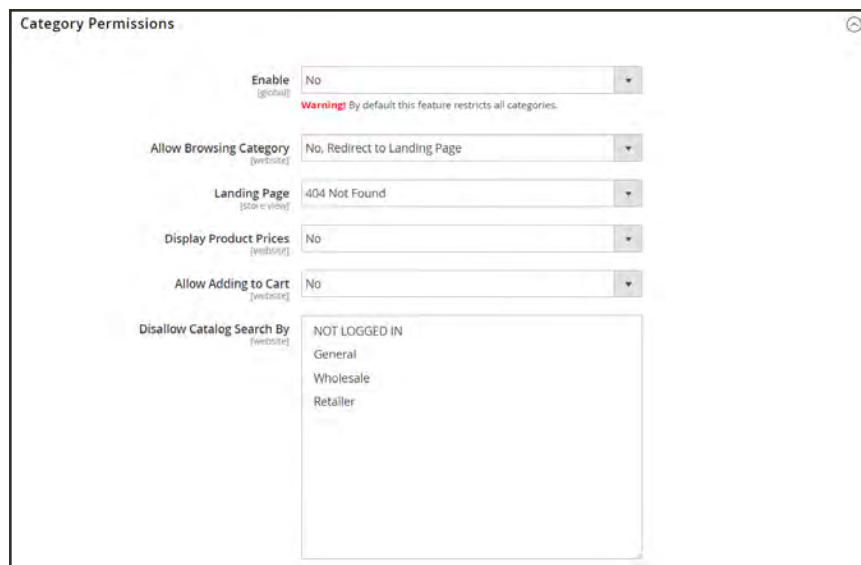 Category Permissions
Enable No
[global]
Warning! By default this feature restricts all categories.
Allow Browsing Category No, Redirect to Landing Page
[website]
Landing Page 404 Not Found
[store view]
Display Product Prices No
[website]
Allow Adding to Cart No
[website]
Disallow Catalog Search By NOT LOGGED IN
[website]
General
Wholesale
Retailer